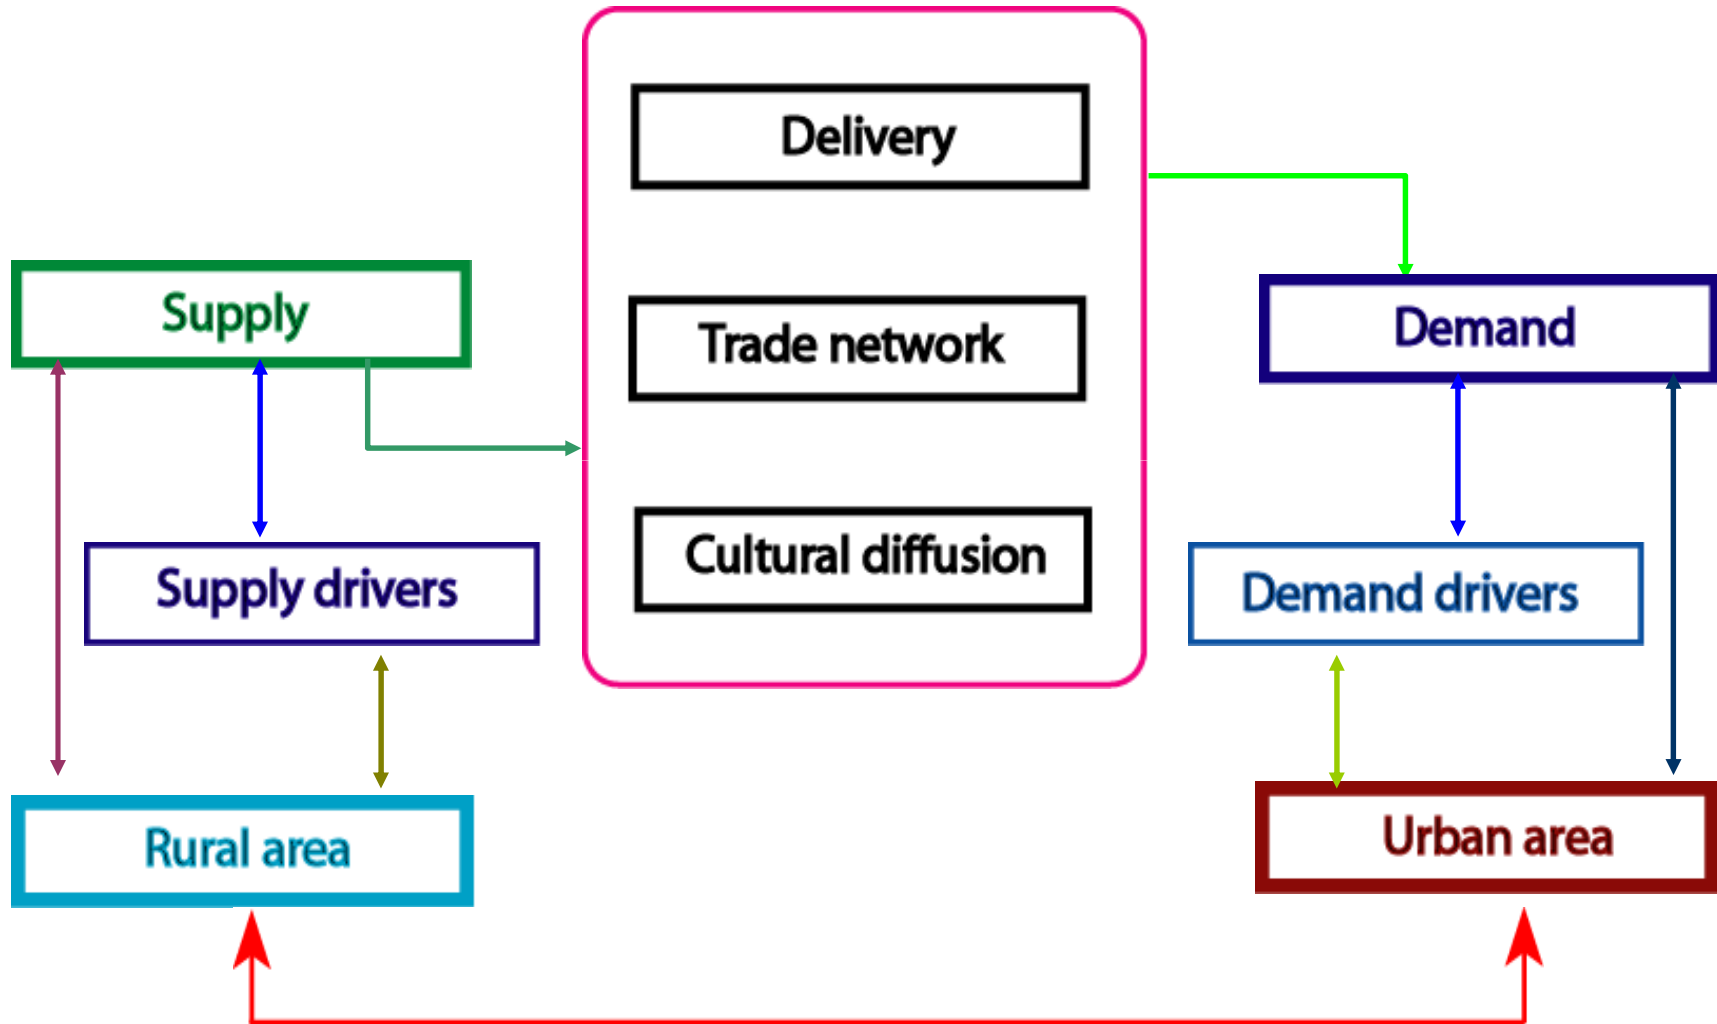 Delivery
Supply
Trade network
Demand
Cultural diffusion
Supply drivers
Demand drivers
Rural area
Urban area